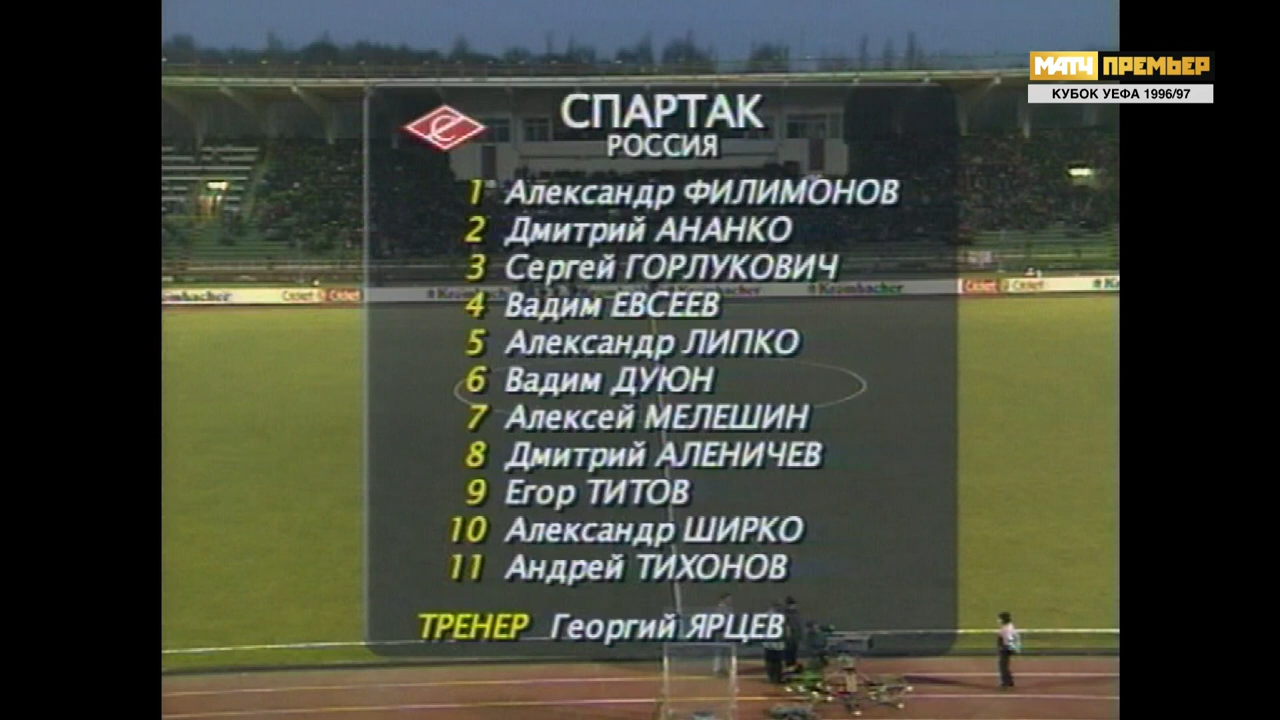 МАТЧ ПРЕМЬЕР
КУБОК УЕФА 1996/97
СПАРТАК
РОССИЯ
1 Александр ФИЛИМОНОВ
2 Дмитрий АНАНКО
3 Сергей ГОРЛУКОВИЧ
4 Вадим ЕВСЕЕВ
5 Александр ЛИПКО
6 Вадим ДУЮН
7 Алексей МЕЛЕШИН
8 Дмитрий АЛЕНИЧЕВ
9 Егор ТИТОВ
10 Александр ШИРКО
11 Андрей ТИХОНОВ
ТРЕНЕР Георгий ЯРЦЕВ
Krombacher Krombacher